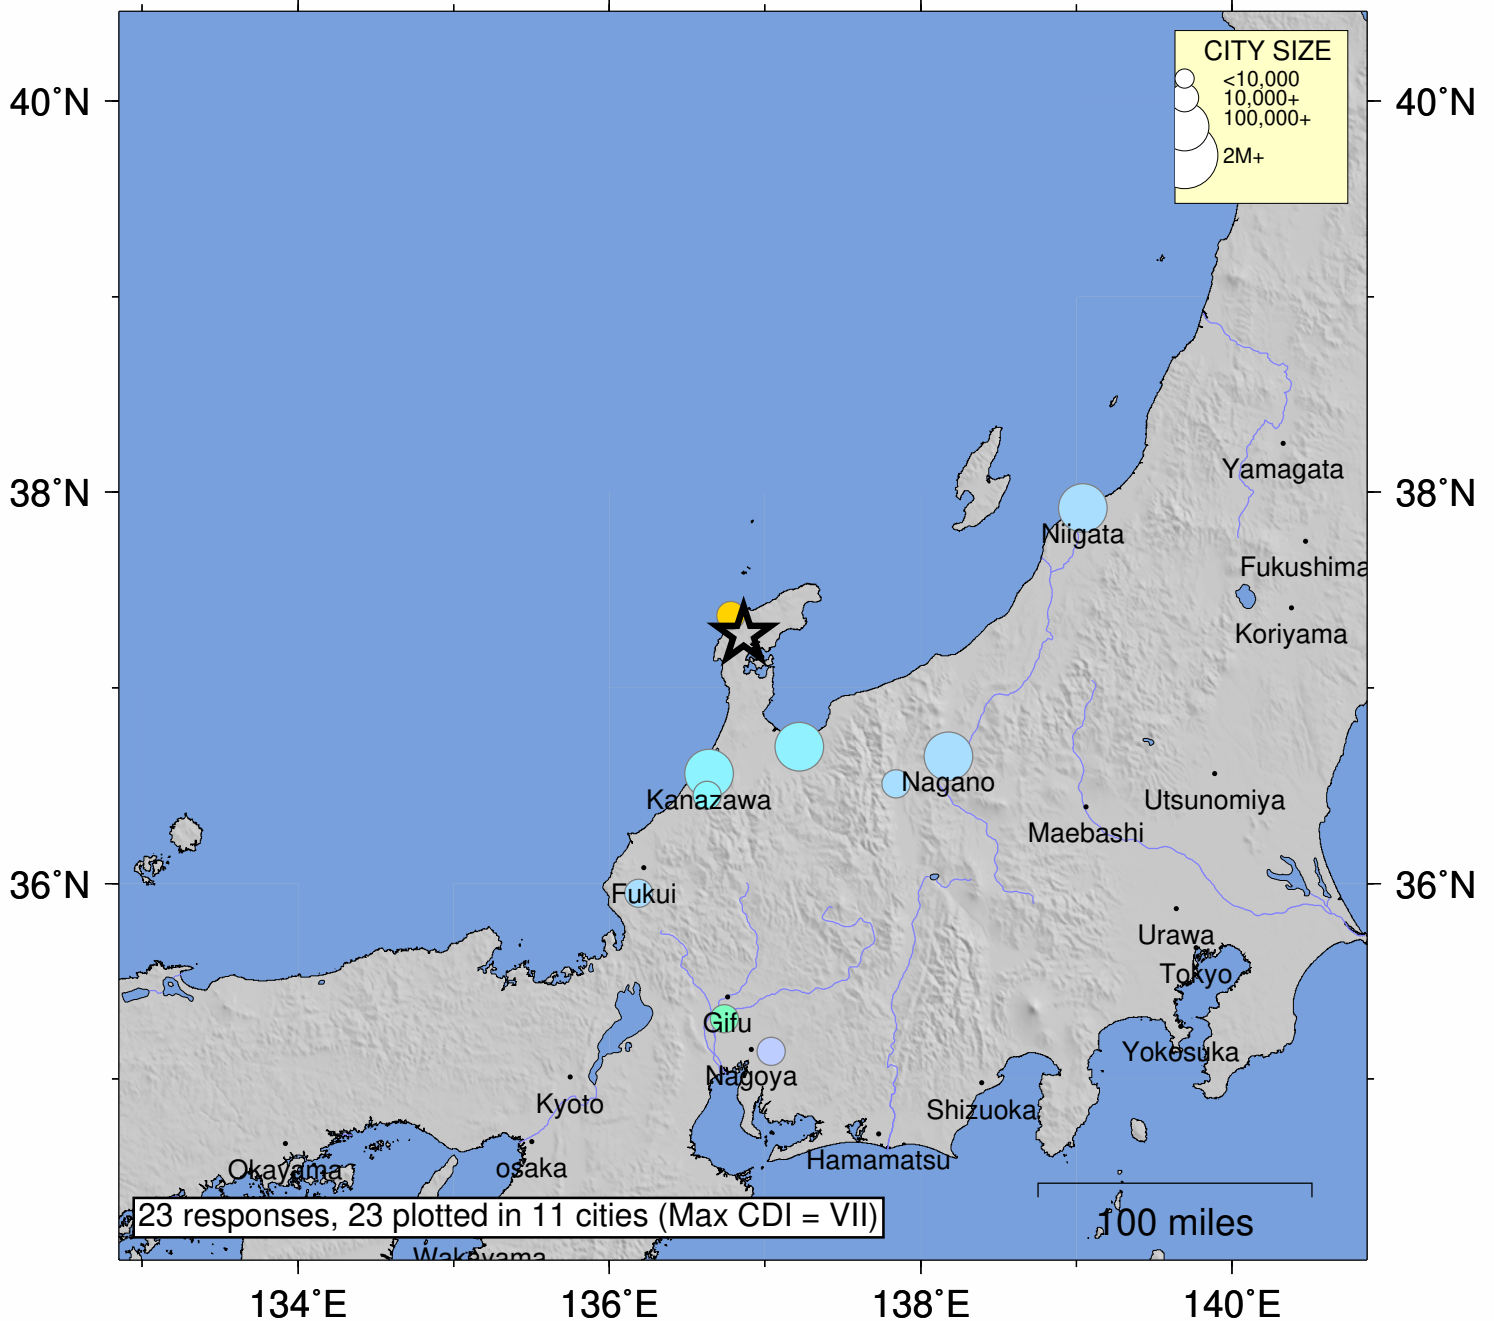 CITY SIZE
<10,000
10,000+
100,000+
2M+
40˚N
40˚N
Yamagata
38˚N
38˚N
Niigata
Fukushima
Koriyama
Nagano
Kanazawa
Utsunomiya
Maebashi
36˚N
36˚N
Fukui
Urawa
Tokyo
Gifu
Yokosuka
Nagoya
Kyoto
Shizuoka
Hamamatsu
Okayama
osaka
23 responses, 23 plotted in 11 cities (Max CDI = VII)
100 miles
Wakayama
134˚E
136˚E
138˚E
140˚E